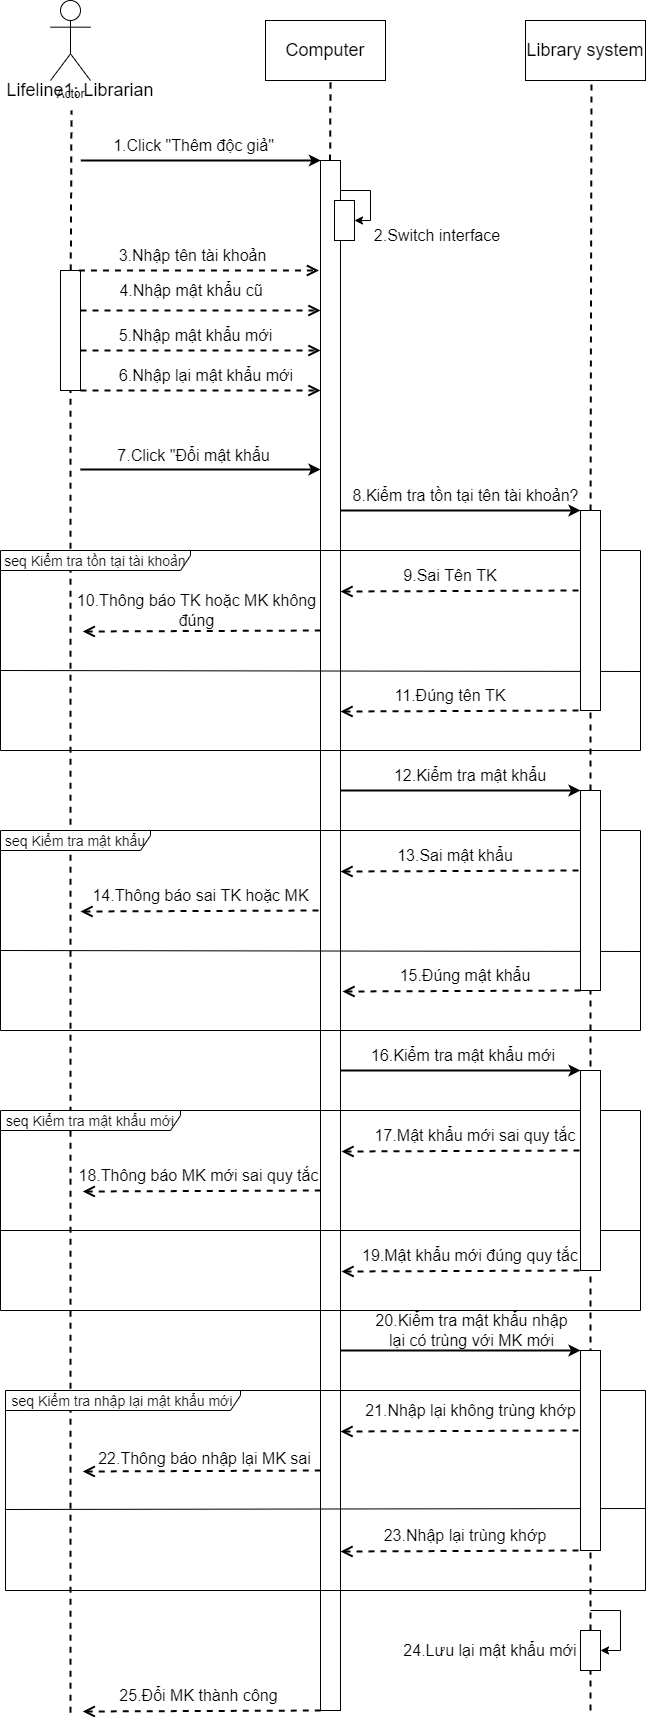 Actor
Lifeline1: Librarian
Computer
Library system
1.Click "Thêm độc giả"
2.Switch interface
3.Nhập tên tài khoản
4.Nhập mật khẩu cũ
5.Nhập mật khẩu mới
6.Nhập lại mật khẩu mới
7.Click "Đổi mật khẩu
8.Kiểm tra tồn tại tên tài khoản?
seq Kiểm tra tồn tại tài khoản
9.Sai Tên TK
10.Thông báo TK hoặc MK không
đúng
11.Đúng tên TK
12.Kiểm tra mật khẩu
seq Kiểm tra mật khẩu
13.Sai mật khẩu
14.Thông báo sai TK hoặc MK
15.Đúng mật khẩu
16.Kiểm tra mật khẩu mới
seq Kiểm tra mật khẩu mới
17.Mật khẩu mới sai quy tắc
18.Thông báo MK mới sai quy tắc
19.Mật khẩu mới đúng quy tắc
20.Kiểm tra mật khẩu nhập
lại có trùng với MK mới
seq Kiểm tra nhập lại mật khẩu mới
21.Nhập lại không trùng khớp
22.Thông báo nhập lại MK sai
23.Nhập lại trùng khớp
24.Lưu lại mật khẩu mới
25.Đổi MK thành công